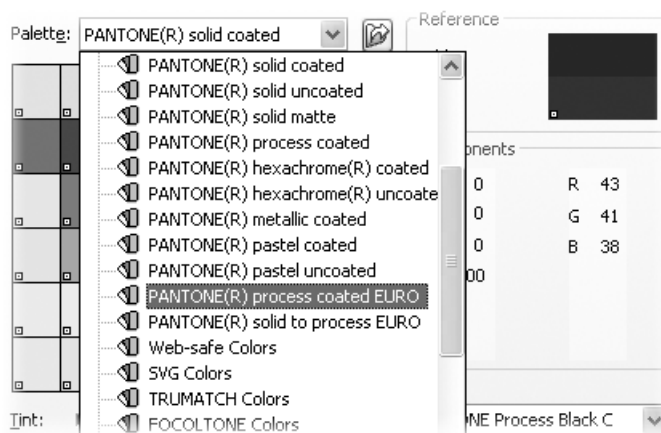 Palette: PANTONE(R) solid coated
Reference
PANTONE(R) solid coated
PANTONE(R) solid uncoated
PANTONE(R) solid matte
PANTONE(R) process coated
PANTONE(R) hexachrome(R) coated
PANTONE(R) hexachrome(R) uncoate
PANTONE(R) metallic coated
PANTONE(R) pastel coated
PANTONE(R) pastel uncoated
PANTONE(R) process coated EURO
PANTONE(R) solid to process EURO
Web-safe Colors
SVG Colors
TRUMATCH Colors
FOCOLTONE Colors
onents
0 R 43
0 G 41
0 B 38
00
Tint:
NE Process Black C